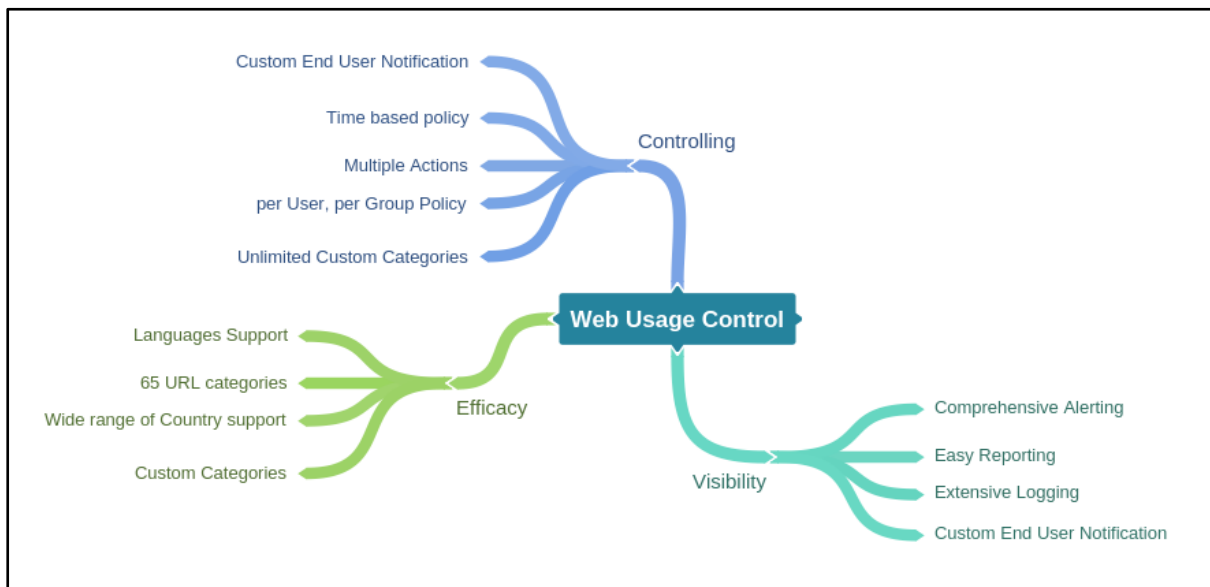 Custom End User Notification
Time based policy
Multiple Actions
per User, per Group Policy
Unlimited Custom Categories
Controlling
Web Usage Control
Languages Support
65 URL categories
Wide range of Country support
Custom Categories
Efficacy
Visibility
Comprehensive Alerting
Easy Reporting
Extensive Logging
Custom End User Notification